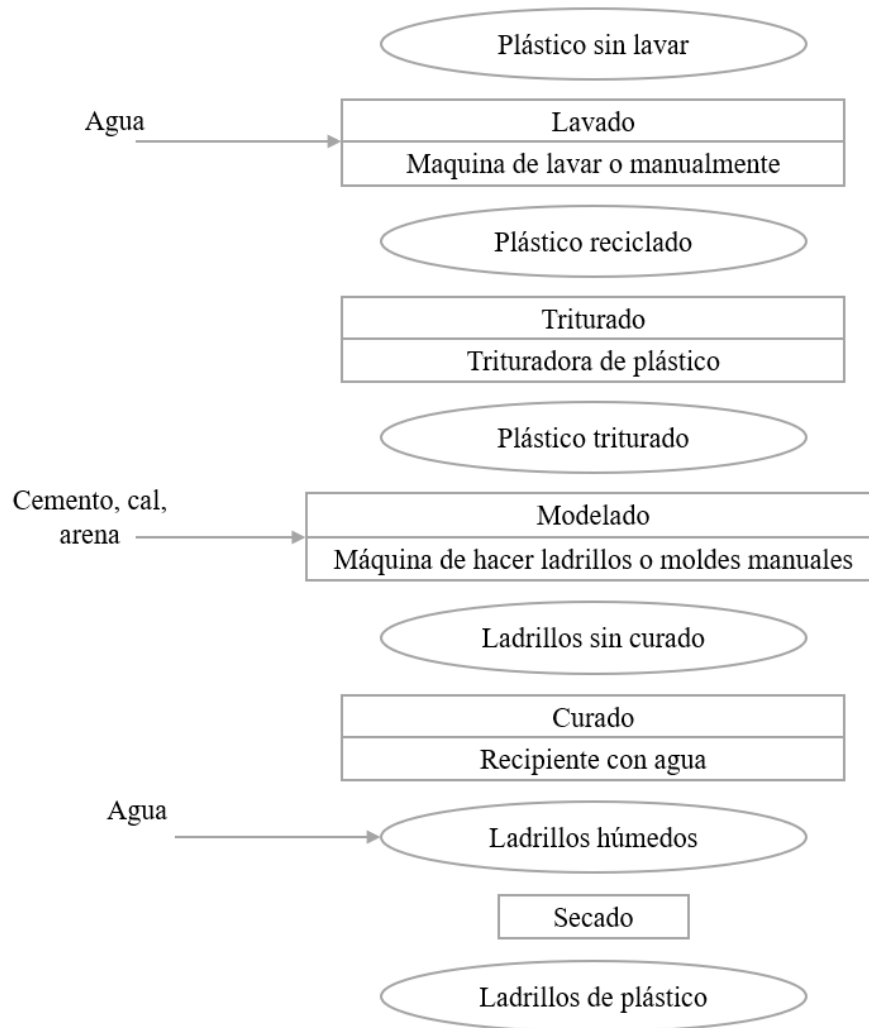 Plástico sin lavar
Agua
Lavado
Maquina de lavar o manualmente
Plástico reciclado
Triturado
Trituradora de plástico
Plástico triturado
Cemento, cal,
arena
Modelado
Máquina de hacer ladrillos o moldes manuales
Ladrillos sin curado
Curado
Recipiente con agua
Agua
Ladrillos húmedos
Secado
Ladrillos de plástico